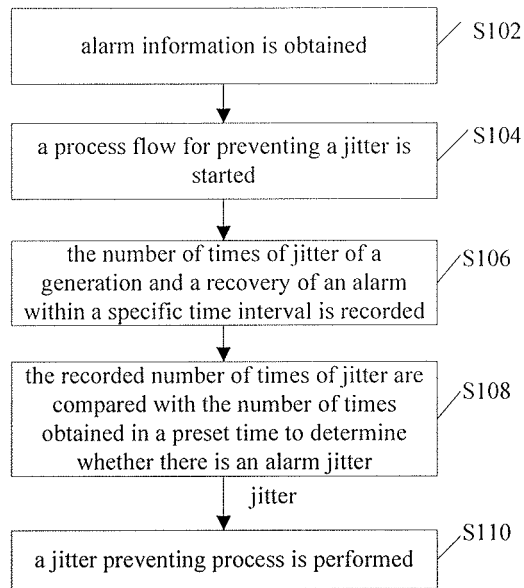 alarm information is obtained
S102
a process flow for preventing a jitter is
started
S104
the number of times of jitter of a
generation and a recovery of an alarm
within a specific time interval is recorded
S106
the recorded number of times of jitter are
compared with the number of times
obtained in a preset time to determine
whether there is an alarm jitter
S108
jitter
a jitter preventing process is performed
S110